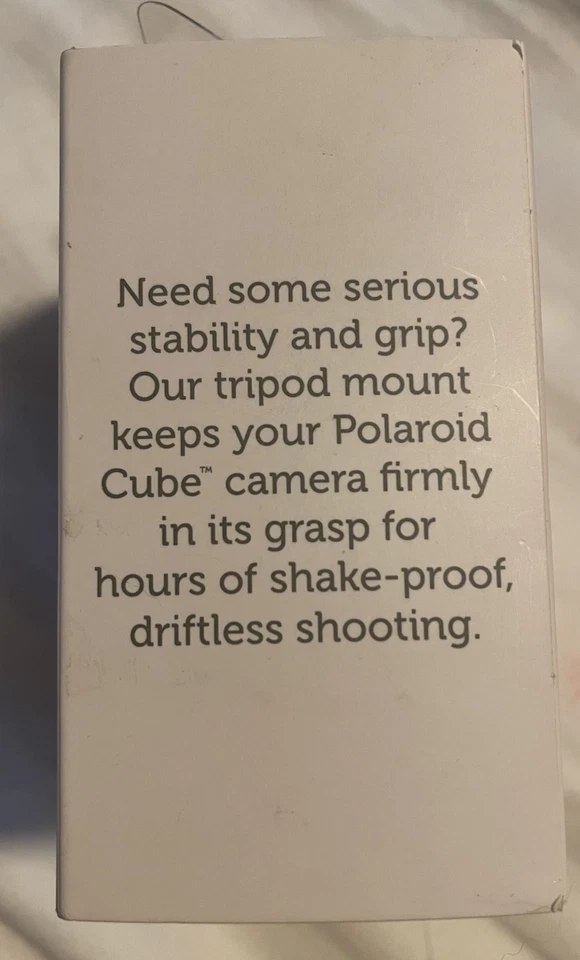 Need some serious
stability and grip?
Our tripod mount
keeps your Polaroid
Cube™ camera firmly
in its grasp for
hours of shake-proof,
driftless shooting.